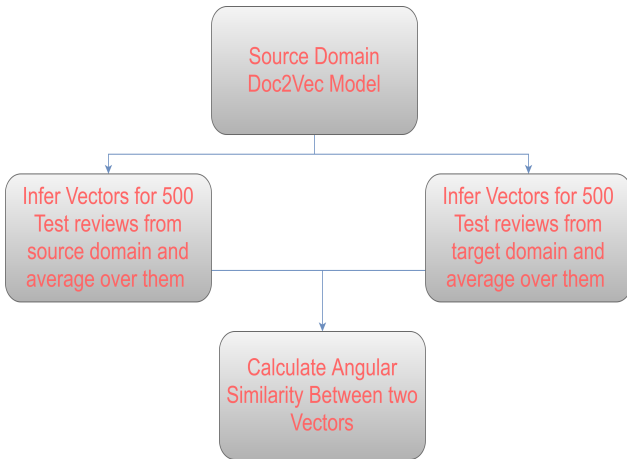 Source Domain
Doc2Vec Model
Infer Vectors for 500
Test reviews from
source domain and
average over them
Infer Vectors for 500
Test reviews from
target domain and
average over them
Calculate Angular
Similarity Between two
Vectors